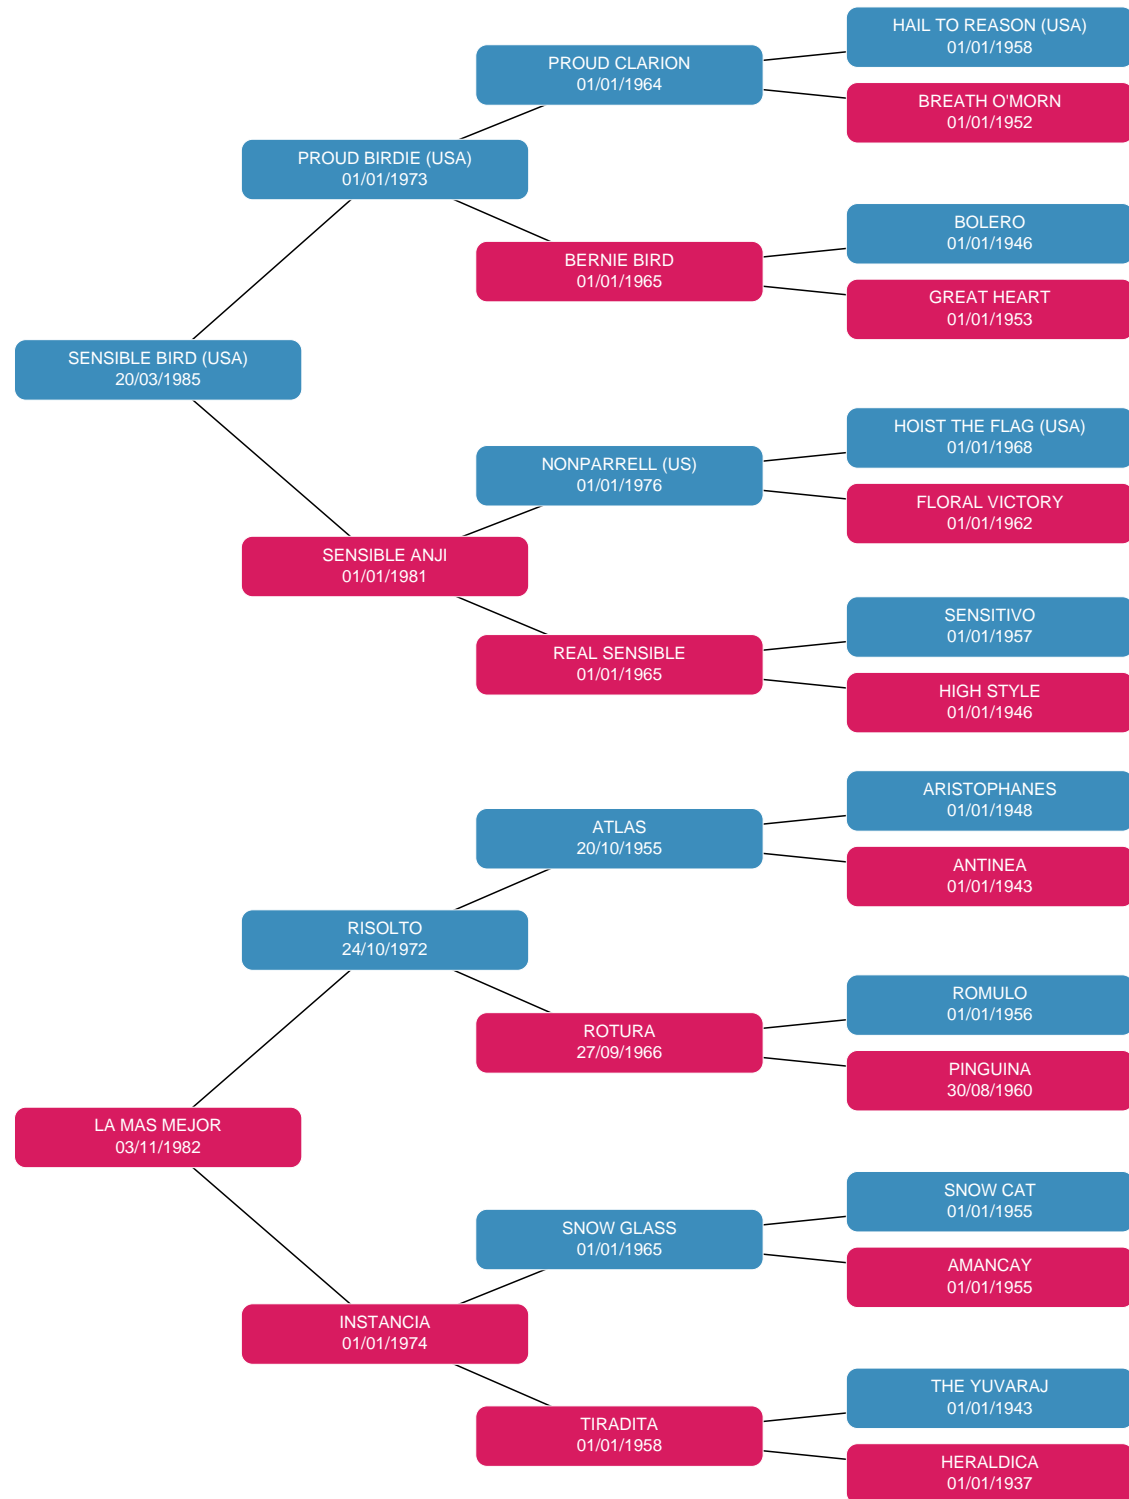 HAIL TO REASON (USA)
01/01/1958
PROUD CLARION
01/01/1964
BREATH O'MORN
01/01/1952
PROUD BIRDIE (USA)
01/01/1973
BOLERO
01/01/1946
BERNIE BIRD
01/01/1965
GREAT HEART
01/01/1953
SENSIBLE BIRD (USA)
20/03/1985
HOIST THE FLAG (USA)
01/01/1968
NONPARRELL (US)
01/01/1976
FLORAL VICTORY
01/01/1962
SENSIBLE ANJI
01/01/1981
SENSITIVO
01/01/1957
REAL SENSIBLE
01/01/1965
HIGH STYLE
01/01/1946
ARISTOPHANES
01/01/1948
ATLAS
20/10/1955
ANTINEA
01/01/1943
RISOLTO
24/10/1972
ROMULO
01/01/1956
ROTURA
27/09/1966
PINGUINA
30/08/1960
LA MAS MEJOR
03/11/1982
SNOW CAT
01/01/1955
SNOW GLASS
01/01/1965
AMANCAY
01/01/1955
INSTANCIA
01/01/1974
THE YUVARAJ
01/01/1943
TIRADITA
01/01/1958
HERALDICA
01/01/1937